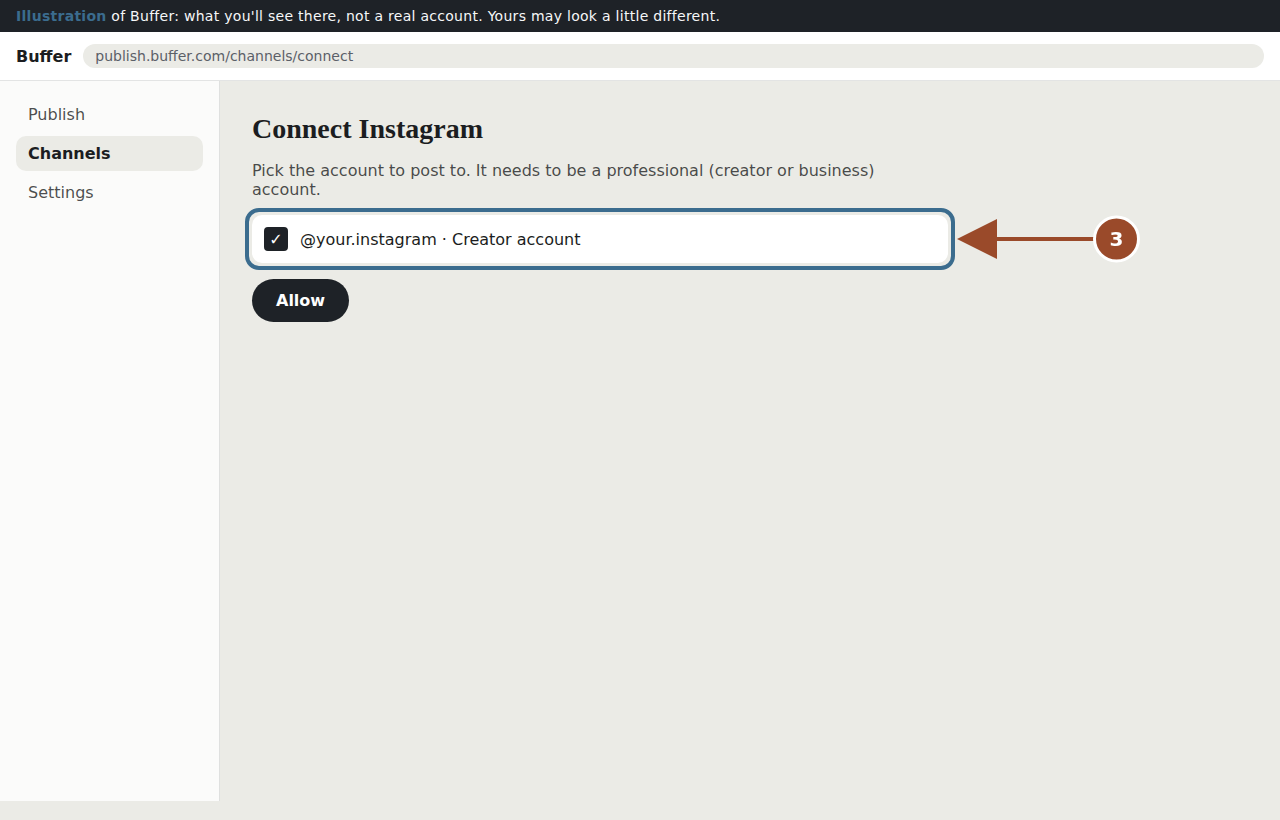 Illustration of Buffer: what you'll see there, not a real account. Yours may look a little different.
Buffer
publish.buffer.com/channels/connect
Publish
Channels
Settings
Connect Instagram
Pick the account to post to. It needs to be a professional (creator or business)
account.
✓ @your.instagram · Creator account
3
Allow